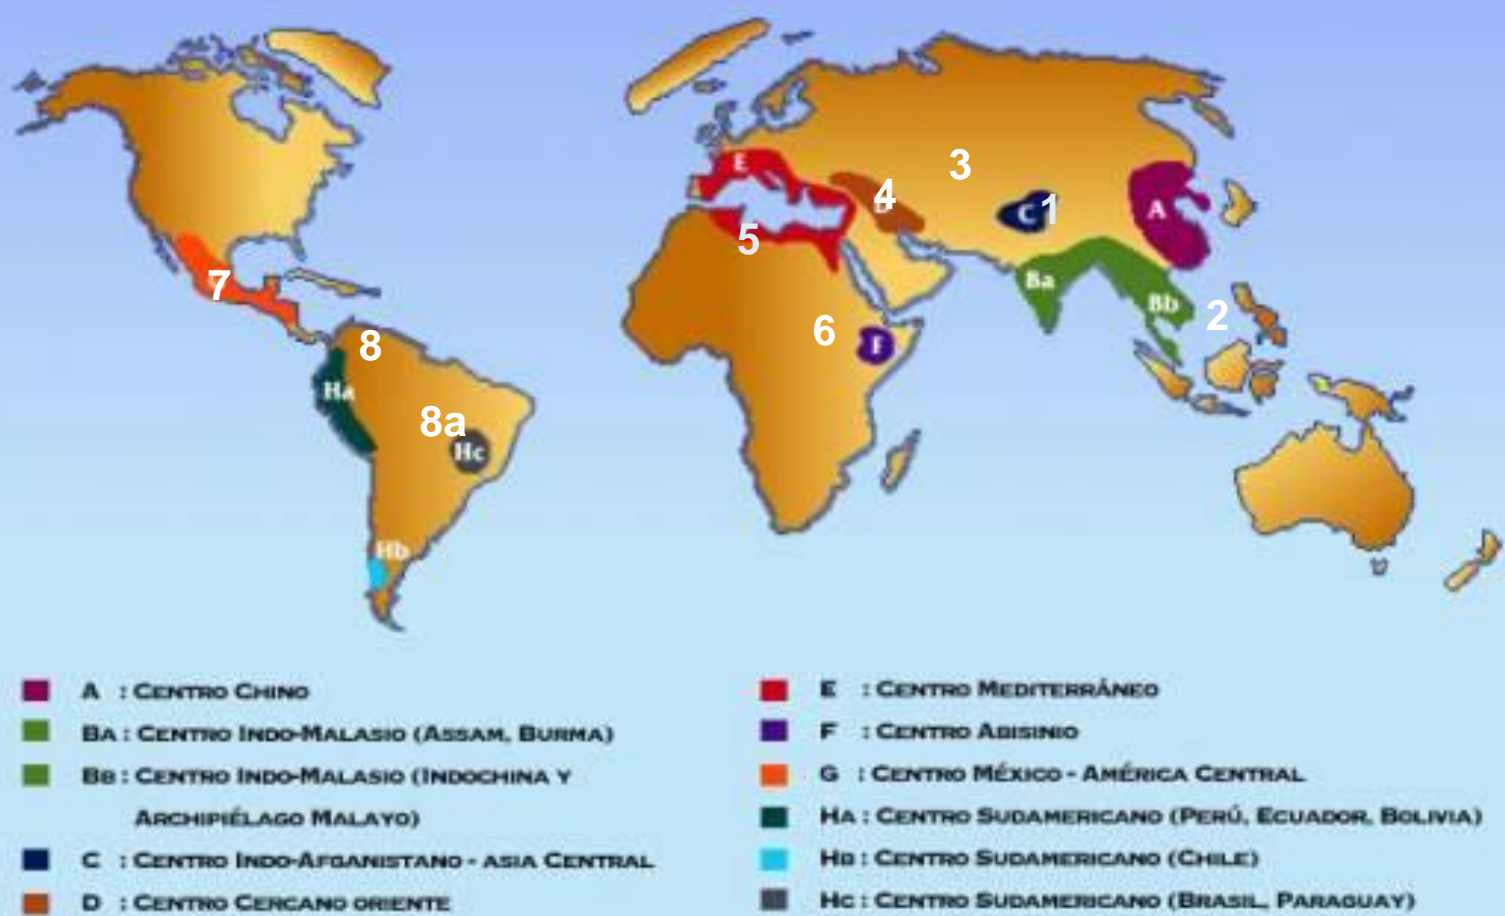 E
3
4
1
C
A
5
Ba
7
Bb
2
6
F
8
Ha
8a
Hc
Hb
A : CENTRO CHINO
BA : CENTRO INDO-MALASIO (ASSAM, BURMA)
BB : CENTRO INDO-MALASIO (INDOCHINA Y
ARCHIPIÉLAGO MALAYO)
C : CENTRO INDO-AFGANISTANO - ASIA CENTRAL
D : CENTRO CERCANO ORIENTE
E : CENTRO MEDITERRÁNEO
F : CENTRO ABISINIO
G : CENTRO MÉXICO - AMÉRICA CENTRAL
HA : CENTRO SUDAMERICANO (PERÚ, ECUADOR, BOLIVIA)
HB : CENTRO SUDAMERICANO (CHILE)
HC : CENTRO SUDAMERICANO (BRASIL, PARAGUAY)